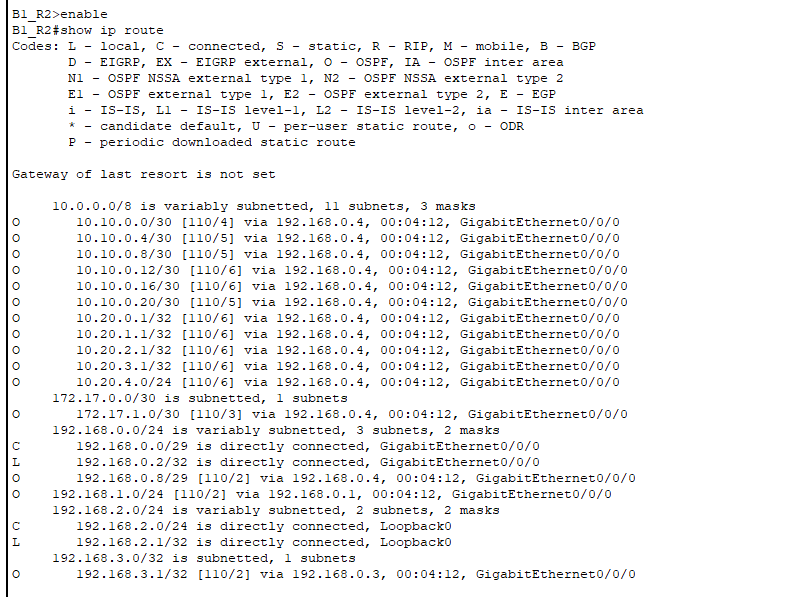 B1_R2>enable
B1_R2#show ip route
Codes: L - local, C - connected, S - static, R - RIP, M - mobile, B - BGP
       D - EIGRP, EX - EIGRP external, O - OSPF, IA - OSPF inter area
       N1 - OSPF NSSA external type 1, N2 - OSPF NSSA external type 2
       E1 - OSPF external type 1, E2 - OSPF external type 2, E - EGP
       i - IS-IS, L1 - IS-IS level-1, L2 - IS-IS level-2, ia - IS-IS inter area
       * - candidate default, U - per-user static route, o - ODR
       P - periodic downloaded static route
Gateway of last resort is not set
     10.0.0.0/8 is variably subnetted, 11 subnets, 3 masks
O       10.10.0.0/30 [110/4] via 192.168.0.4, 00:04:12, GigabitEthernet0/0/0
O       10.10.0.4/30 [110/5] via 192.168.0.4, 00:04:12, GigabitEthernet0/0/0
O       10.10.0.8/30 [110/5] via 192.168.0.4, 00:04:12, GigabitEthernet0/0/0
O       10.10.0.12/30 [110/6] via 192.168.0.4, 00:04:12, GigabitEthernet0/0/0
O       10.10.0.16/30 [110/6] via 192.168.0.4, 00:04:12, GigabitEthernet0/0/0
O       10.10.0.20/30 [110/5] via 192.168.0.4, 00:04:12, GigabitEthernet0/0/0
O       10.20.0.1/32 [110/6] via 192.168.0.4, 00:04:12, GigabitEthernet0/0/0
O       10.20.1.1/32 [110/6] via 192.168.0.4, 00:04:12, GigabitEthernet0/0/0
O       10.20.2.1/32 [110/6] via 192.168.0.4, 00:04:12, GigabitEthernet0/0/0
O       10.20.3.1/32 [110/6] via 192.168.0.4, 00:04:12, GigabitEthernet0/0/0
O       10.20.4.0/24 [110/6] via 192.168.0.4, 00:04:12, GigabitEthernet0/0/0
     172.17.0.0/30 is subnetted, 1 subnets
O       172.17.1.0/30 [110/3] via 192.168.0.4, 00:04:12, GigabitEthernet0/0/0
     192.168.0.0/24 is variably subnetted, 3 subnets, 2 masks
C       192.168.0.0/29 is directly connected, GigabitEthernet0/0/0
L       192.168.0.2/32 is directly connected, GigabitEthernet0/0/0
O       192.168.0.8/29 [110/2] via 192.168.0.4, 00:04:12, GigabitEthernet0/0/0
O    192.168.1.0/24 [110/2] via 192.168.0.1, 00:04:12, GigabitEthernet0/0/0
     192.168.2.0/24 is variably subnetted, 2 subnets, 2 masks
C       192.168.2.0/24 is directly connected, Loopback0
L       192.168.2.1/32 is directly connected, Loopback0
     192.168.3.0/32 is subnetted, 1 subnets
O       192.168.3.1/32 [110/2] via 192.168.0.3, 00:04:12, GigabitEthernet0/0/0